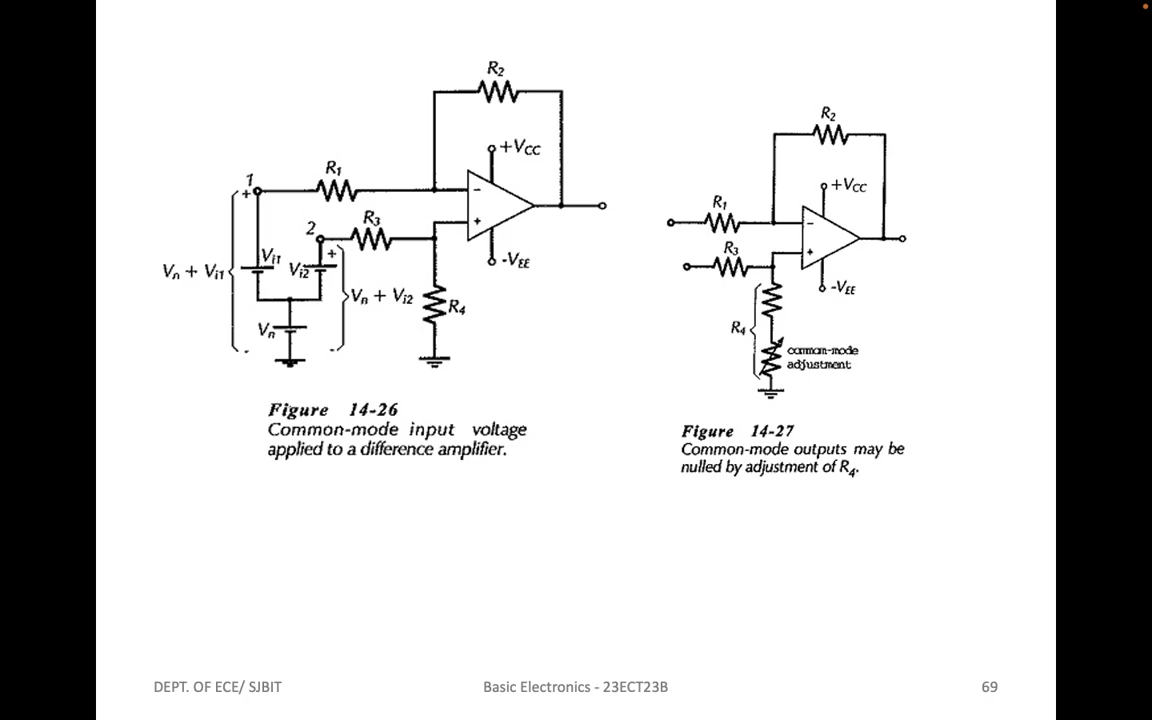 R2
+VCC
R1
1
+
-
2
R3
+
-VEE
Vi1
Vi2
+
Vn + Vi1
Vn + Vi2
R4
Vn
-
-
Figure 14-26
Common-mode input voltage
applied to a difference amplifier.
R2
+VCC
R1
-
R3
+
-VEE
R4
common-mode
adjustment
Figure 14-27
Common-mode outputs may be
nulled by adjustment of R4.
DEPT. OF ECE/ SJBIT
Basic Electronics - 23ECT23B
69